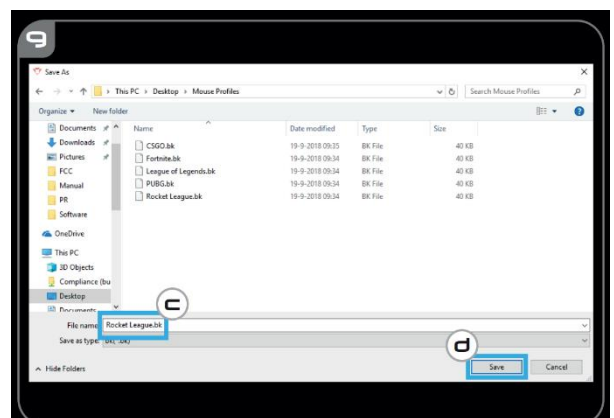 9
Save As
This PC > Desktop > Mouse Profiles
Search Mouse Profiles
Organize
New folder
Name Date modified Type Size
CSGO.bk 19-9-2018 09:35 BK File 40 KB
Fortnite.bk 19-9-2018 09:34 BK File 40 KB
League of Legends.bk 19-9-2018 09:34 BK File 40 KB
PUBG.bk 19-9-2018 09:34 BK File 40 KB
Rocket League.bk 19-9-2018 09:34 BK File 40 KB
Documents
Downloads
Pictures
FCC
Manual
PR
Software
OneDrive
This PC
3D Objects
Compliance (bu
Desktop
Documents
c
File name: Rocket League.bk
Save as type:
d
Hide Folders
Save
Cancel